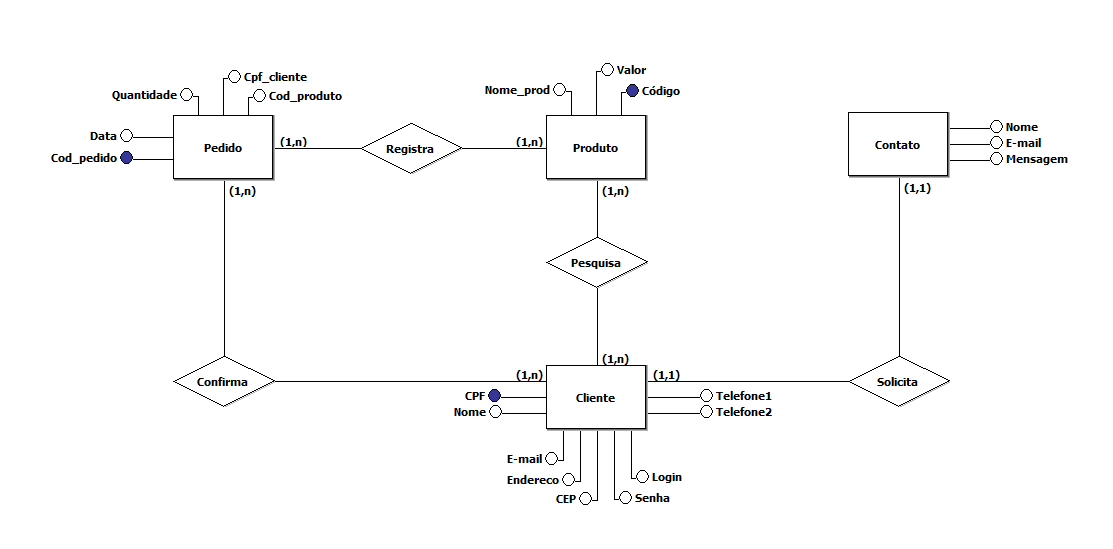 Valor
Cpf_cliente
Nome_prod
Código
Quantidade
Cod_produto
Nome
Data
(1,n)
Registra
(1,n)
Pedido
Produto
Contato
E-mail
Cod_pedido
Mensagem
(1,n)
(1,n)
(1,1)
Pesquisa
(1,n)
Confirma
(1,n)
(1,1)
Solicita
CPF
Cliente
Telefone1
Nome
Telefone2
E-mail
Login
Endereco
CEP
Senha